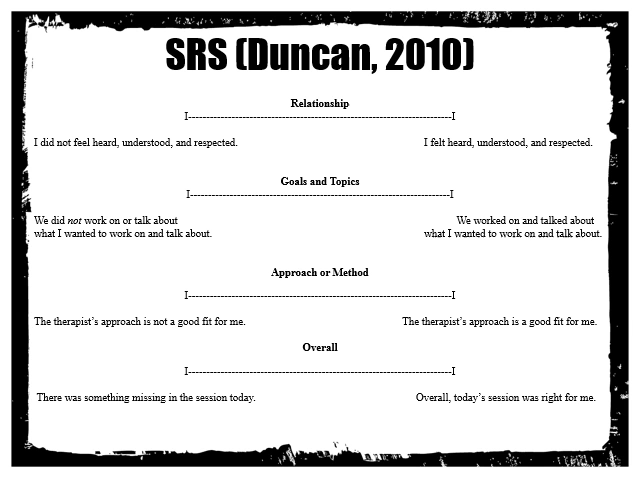 SRS (Duncan, 2010)
Relationship
I-------------------------------------------------------------------------I
I did not feel heard, understood, and respected. I felt heard, understood, and respected.
Goals and Topics
I------------------------------------------------------------------------I
We did not work on or talk about We worked on and talked about
what I wanted to work on and talk about. what I wanted to work on and talk about.
Approach or Method
I-------------------------------------------------------------------------I
The therapist’s approach is not a good fit for me. The therapist’s approach is a good fit for me.
Overall
I-------------------------------------------------------------------------I
There was something missing in the session today. Overall, today’s session was right for me.